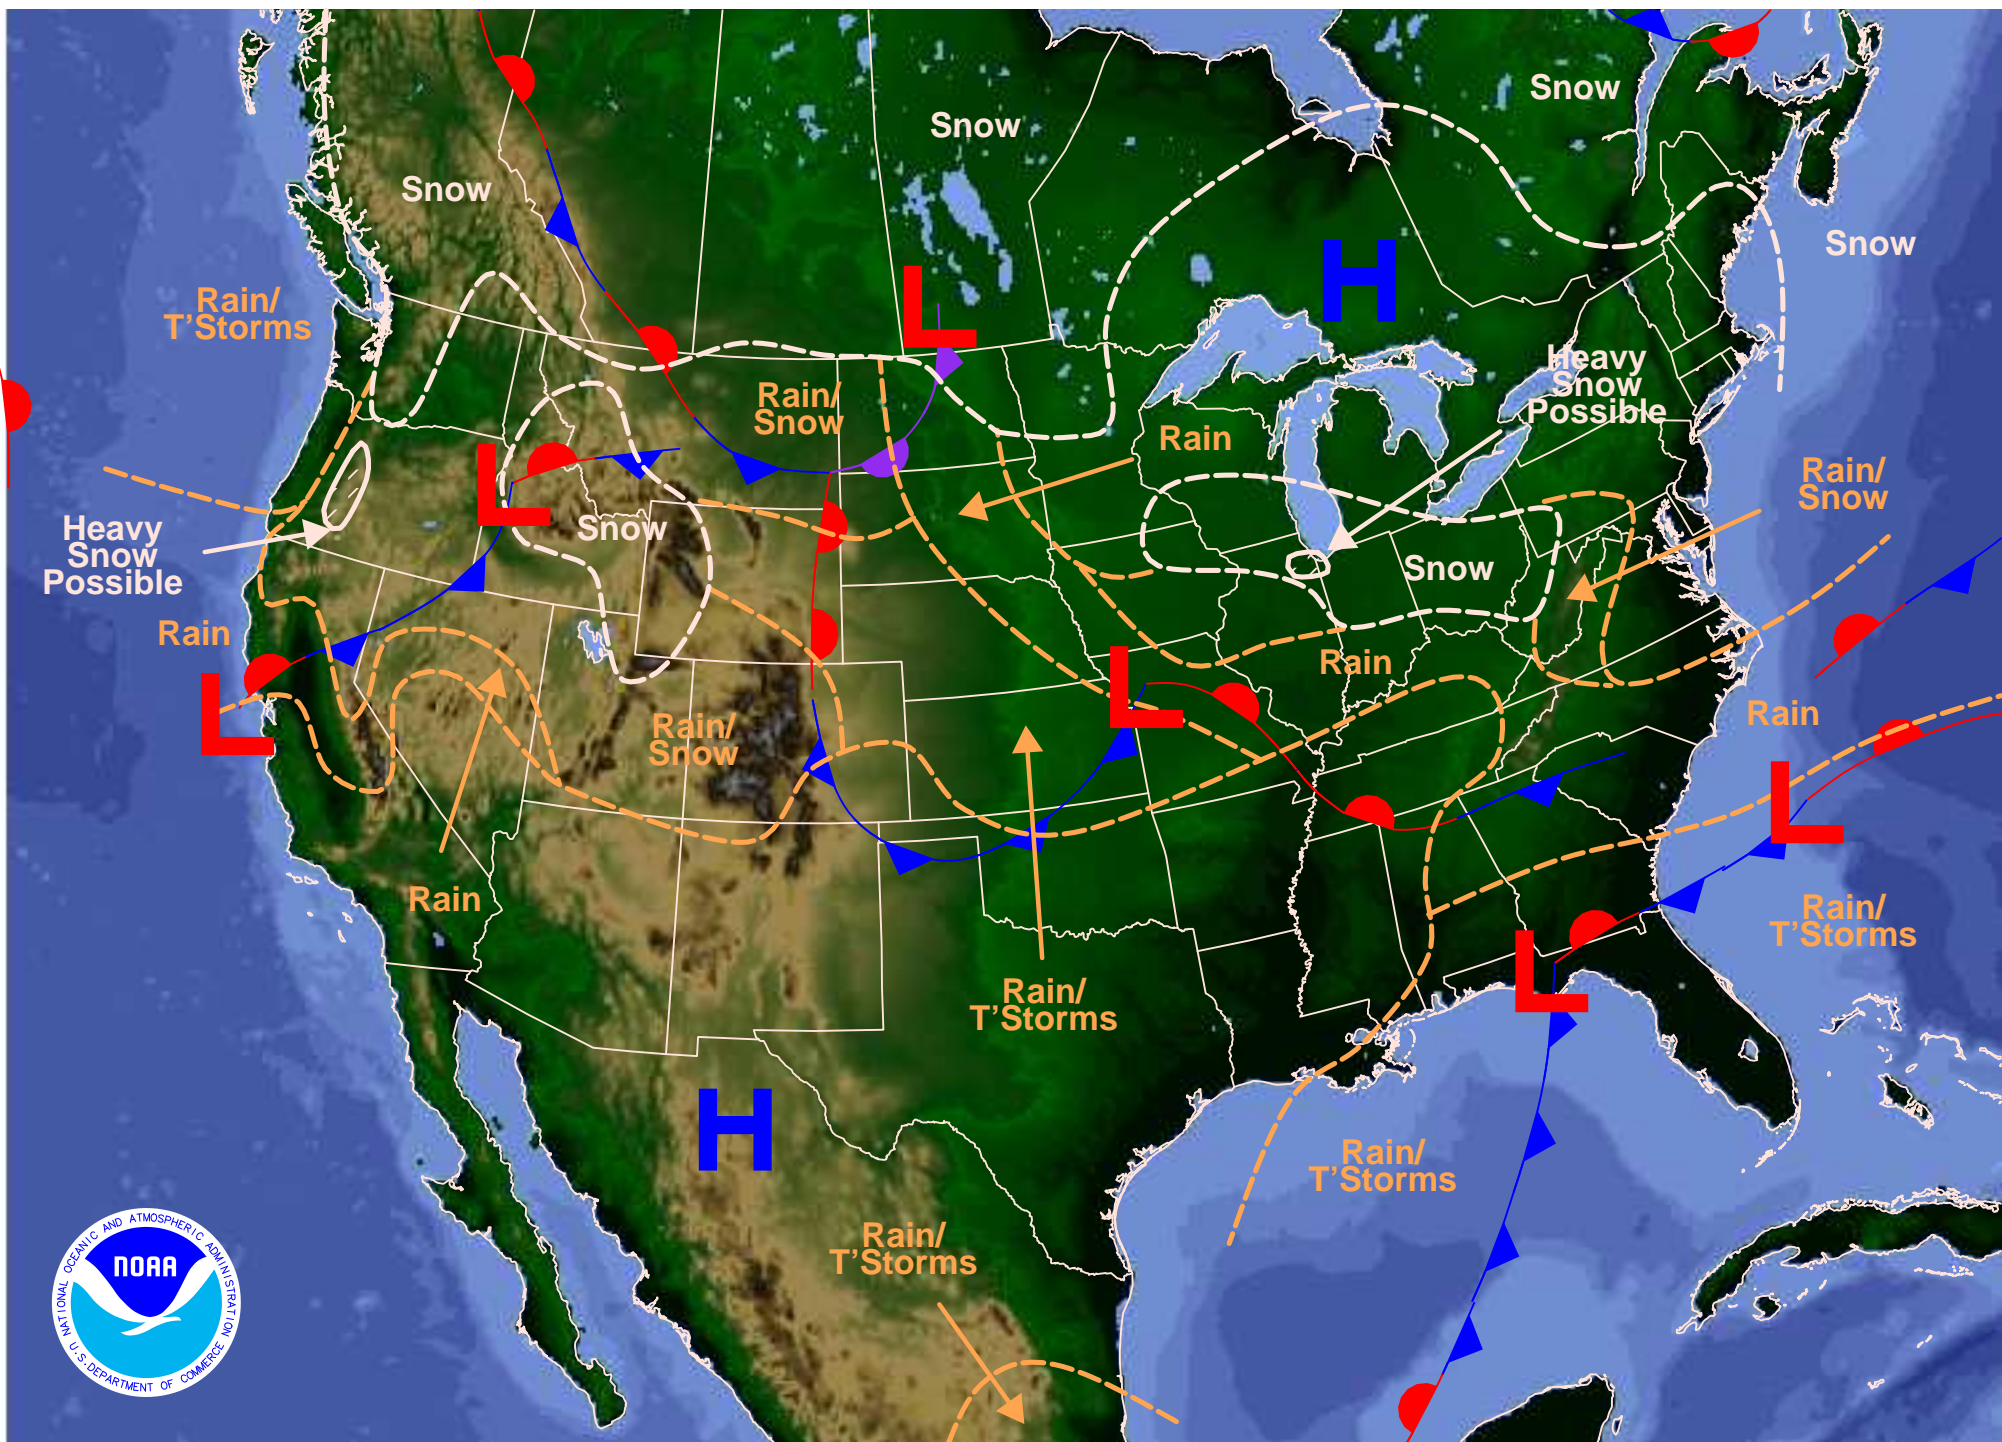 Snow
Snow
Snow
Snow
Rain/
T'Storms
L
H
Heavy
Snow
Possible
Rain/
Snow
Rain
Rain/
Snow
L
Heavy
Snow
Possible
Snow
Snow
Rain
Rain
L
L
Rain/
Snow
Rain
L
Rain
Rain/
T'Storms
L
Rain/
T'Storms
H
Rain/
T'Storms
Rain/
T'Storms
NATIONAL OCEANIC AND ATMOSPHERIC ADMINISTRATION
NOAA
U.S. DEPARTMENT OF COMMERCE